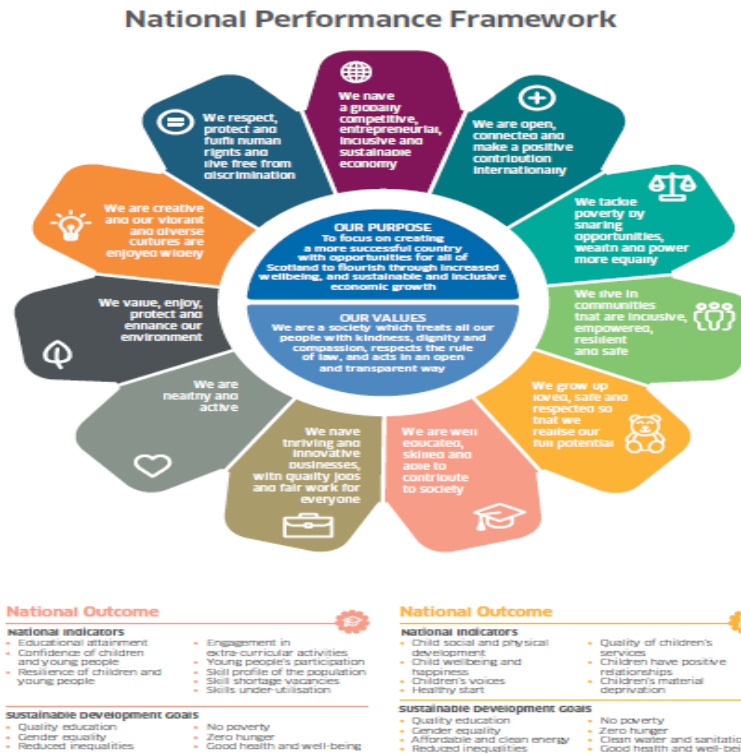 National Performance Framework
We have
a globally
competitive,
entrepreneurial,
inclusive and
sustainable
economy
We are open,
connected and
make a positive
contribution
internationally
We tackle
poverty by
sharing
opportunities,
wealth and power
more equally
We live in
communities
that are inclusive,
empowered,
resilient
and safe
We grow up
loved, safe and
respected so
that we
realise our
full potential
We are well
educated,
skilled and
able to
contribute
to society
We have
thriving and
innovative
businesses,
with quality jobs
and fair work for
everyone
We are
healthy and
active
We value, enjoy,
protect and
enhance our
environment
We are creative
and our vibrant
and diverse
cultures are
enjoyed widely
We respect,
protect and
fulfil human
rights and
live free from
discrimination
OUR PURPOSE
To focus on creating
a more successful country
with opportunities for all of
Scotland to flourish through increased
wellbeing, and sustainable and inclusive
economic growth
OUR VALUES
We are a society which treats all our
people with kindness, dignity and
compassion, respects the rule
of law, and acts in an open
and transparent way
National Outcome
National Indicators
• Educational attainment
• Confidence of children
and young people
• Resilience of children and
young people
• Engagement in
extra-curricular activities
• Young people's participation
• Skill profile of the population
• Skill shortage vacancies
• Skills under-utilisation
Sustainable Development Goals
• Quality education
• Gender equality
• Reduced inequalities
• No poverty
• Zero hunger
• Good health and well-being
National Outcome
National Indicators
• Child social and physical
development
• Child wellbeing and
happiness
• Children's voices
• Healthy start
• Quality of children's
services
• Children have positive
relationships
• Children's material
deprivation
Sustainable Development Goals
• Quality education
• Gender equality
• Affordable and clean energy
• Reduced inequalities
• No poverty
• Zero hunger
• Clean water and sanitatio
• Good health and well-bei